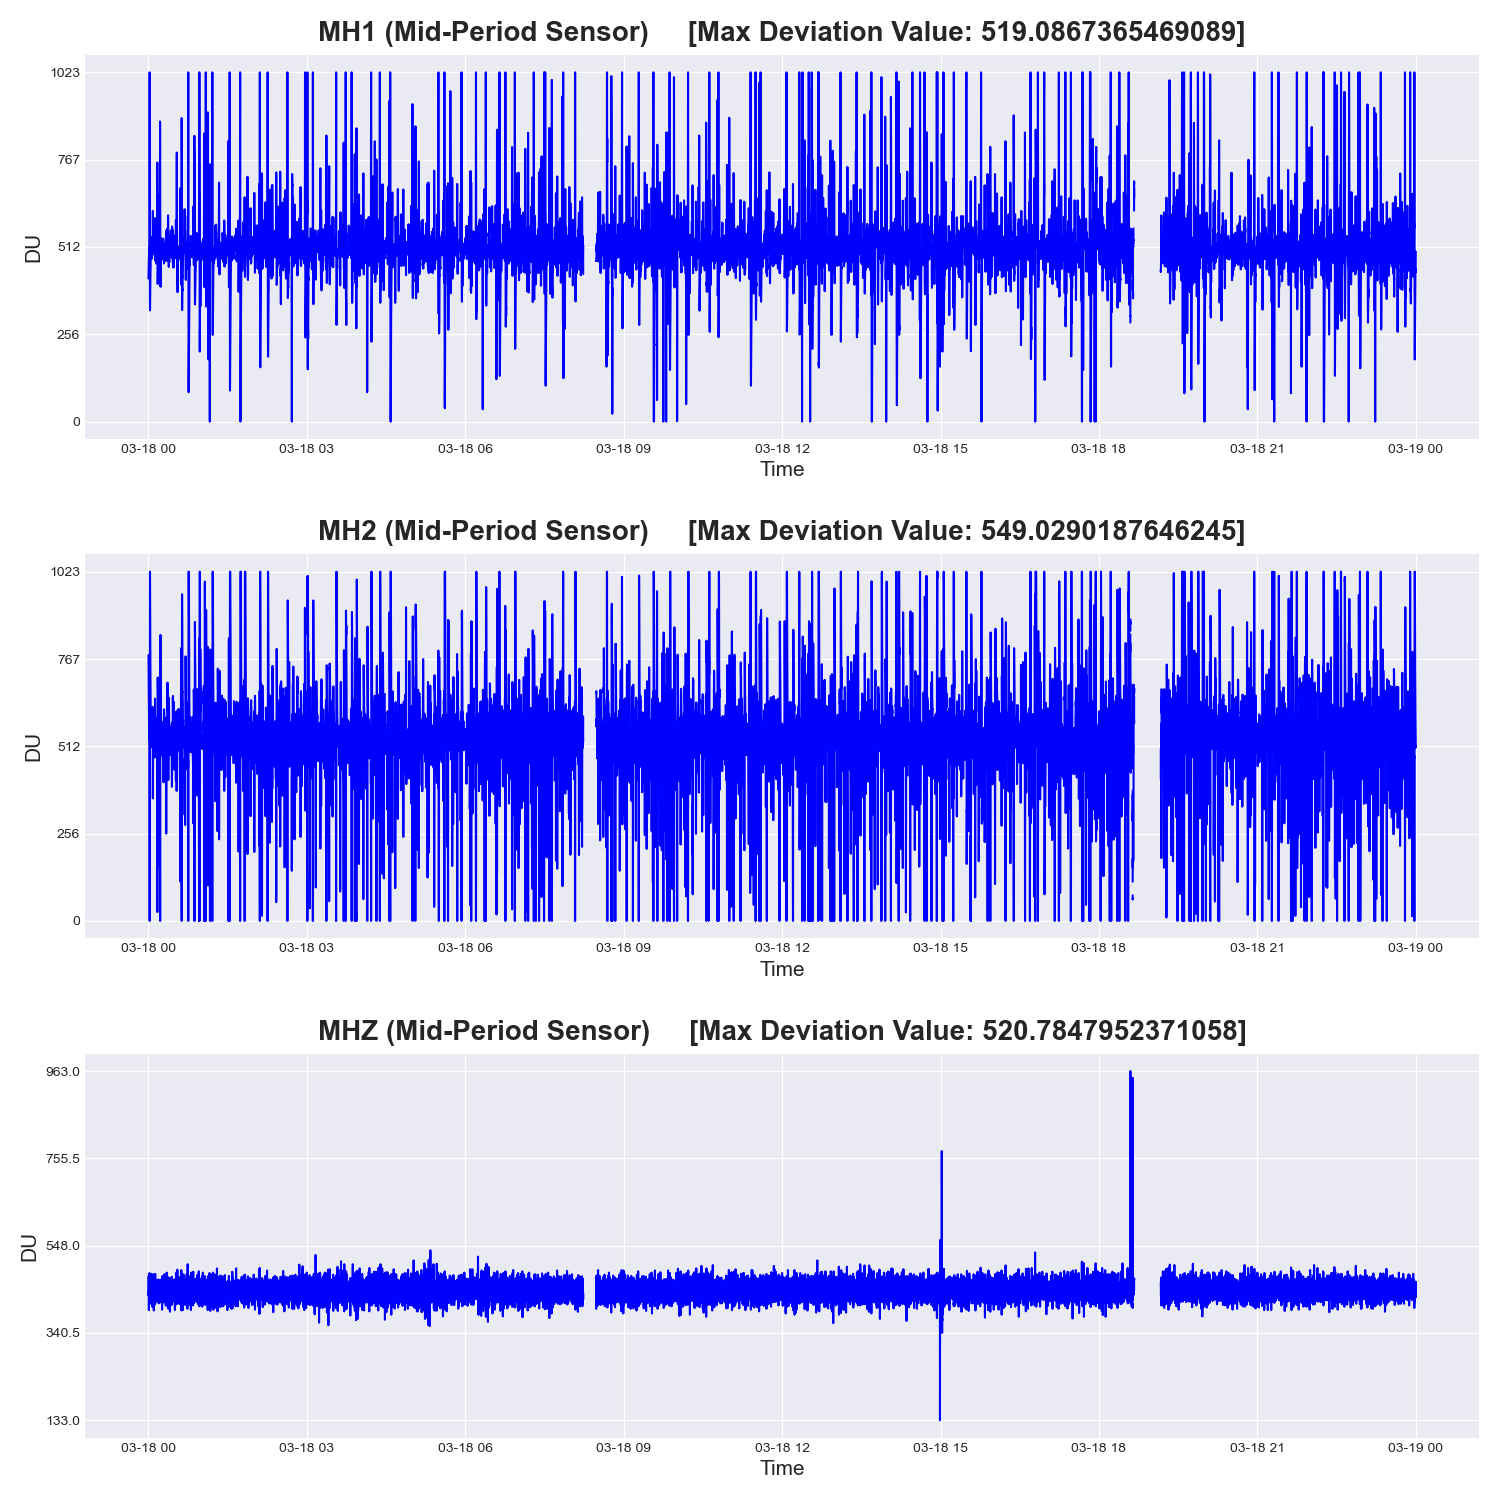 MH1 (Mid-Period Sensor) [Max Deviation Value: 519.0867365469089]
1023
767
512
256
0
DU
03-18 00 03-18 03 03-18 06 03-18 09 03-18 12 03-18 15 03-18 18 03-18 21 03-19 00
Time
MH2 (Mid-Period Sensor) [Max Deviation Value: 549.0290187646245]
1023
767
512
256
0
DU
03-18 00 03-18 03 03-18 06 03-18 09 03-18 12 03-18 15 03-18 18 03-18 21 03-19 00
Time
MHZ (Mid-Period Sensor) [Max Deviation Value: 520.7847952371058]
963.0
755.5
548.0
340.5
133.0
DU
03-18 00 03-18 03 03-18 06 03-18 09 03-18 12 03-18 15 03-18 18 03-18 21 03-19 00
Time